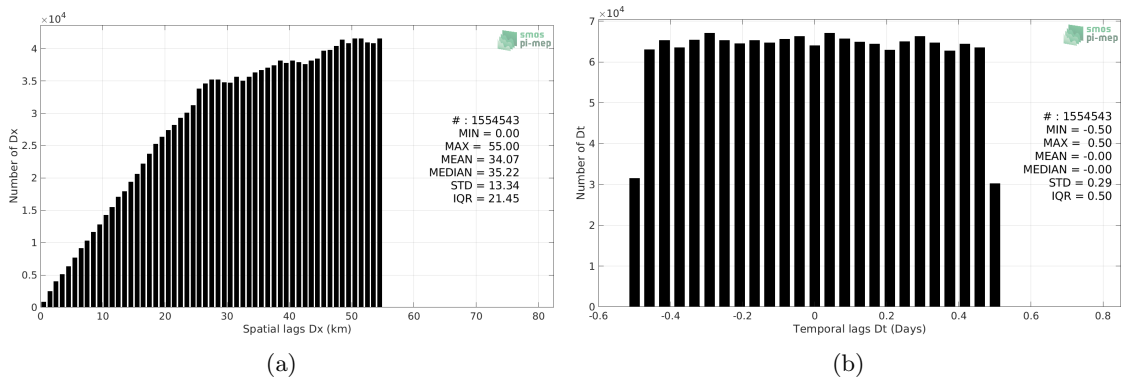 ×10⁴
4
3.5
3
2.5
2
1.5
1
0.5
0
Number of Dx
0 10 20 30 40 50 60 70 80
Spatial lags Dx (km)
smos
pi-mep
# : 1554543
MIN = 0.00
MAX = 55.00
MEAN = 34.07
MEDIAN = 35.22
STD = 13.34
IQR = 21.45
(a)
×10⁴
7
6
5
4
3
2
1
0
Number of Dt
-0.6 -0.4 -0.2 0 0.2 0.4 0.6 0.8
Temporal lags Dt (Days)
smos
pi-mep
# : 1554543
MIN = -0.50
MAX = 0.50
MEAN = -0.00
MEDIAN = -0.00
STD = 0.29
IQR = 0.50
(b)